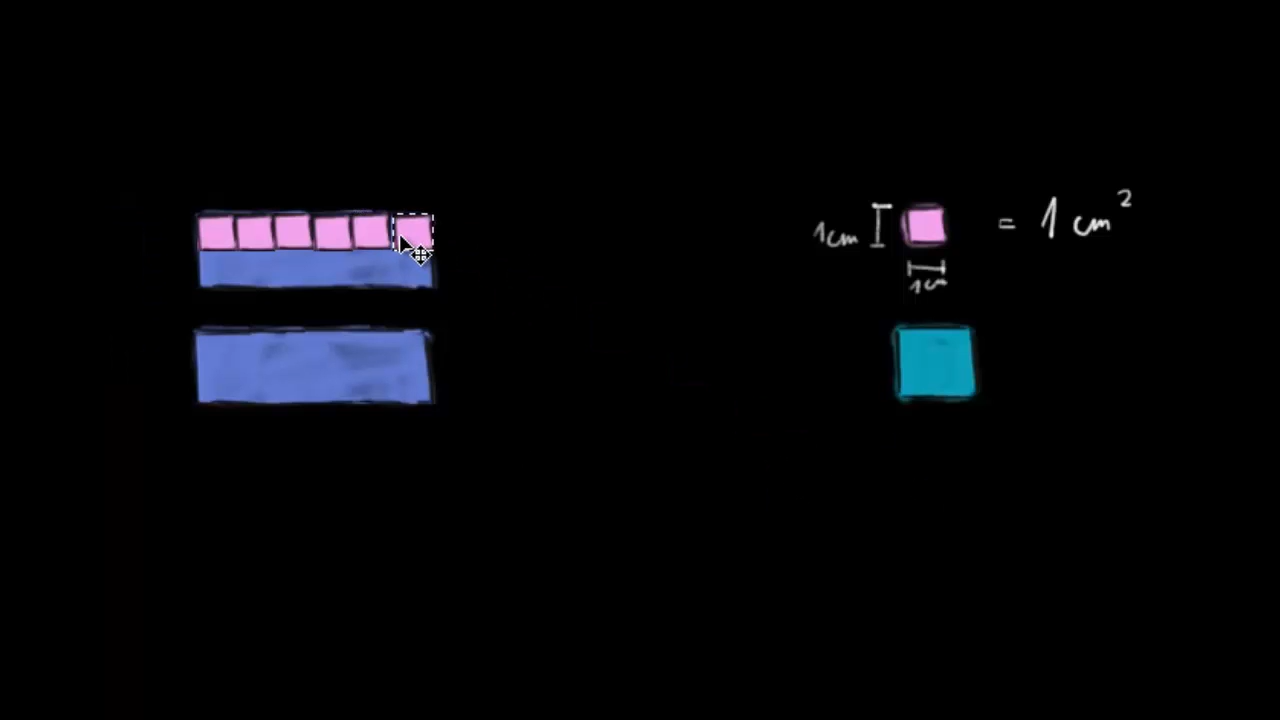 1cm
= 1 cm²
1cm